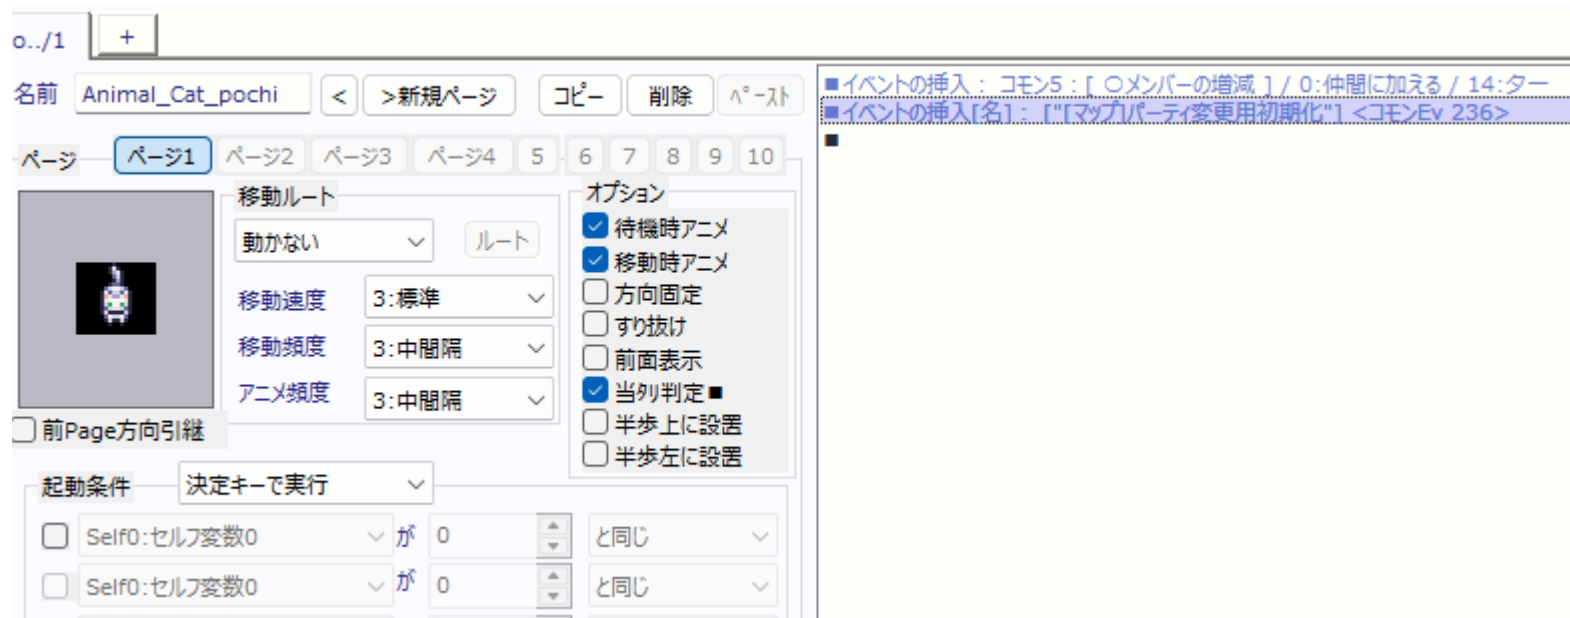 o../1 +
名前 Animal_Cat_pochi < >新規ページ コピー 削除 ペースト
ページ ページ1 ページ2 ページ3 ページ4 5 6 7 8 9 10
移動ルート
動かない ルート
移動速度 3:標準
移動頻度 3:中間隔
アニメ頻度 3:中間隔
前Page方向引継
オプション
待機時アニメ
移動時アニメ
方向固定
すり抜け
前面表示
当タリ判定■
半歩上に設置
半歩左に設置
起動条件 決定キーで実行
Self0:セルフ変数0 が 0 と同じ
Self0:セルフ変数0 が 0 と同じ
■イベントの挿入 : コモン5 : [ ○メンバーの増減 ] / 0:仲間に加える / 14:ター
■イベントの挿入[名] : ["[マップ]パーティ変更用初期化"] <コモンEv 236>
■